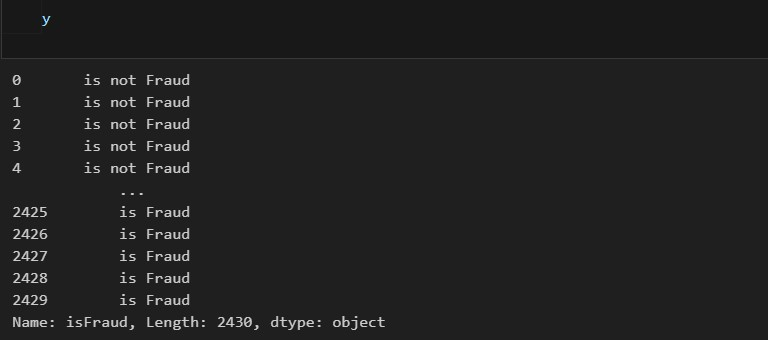 y
0 is not Fraud
1 is not Fraud
2 is not Fraud
3 is not Fraud
4 is not Fraud
...
2425 is Fraud
2426 is Fraud
2427 is Fraud
2428 is Fraud
2429 is Fraud
Name: isFraud, Length: 2430, dtype: object